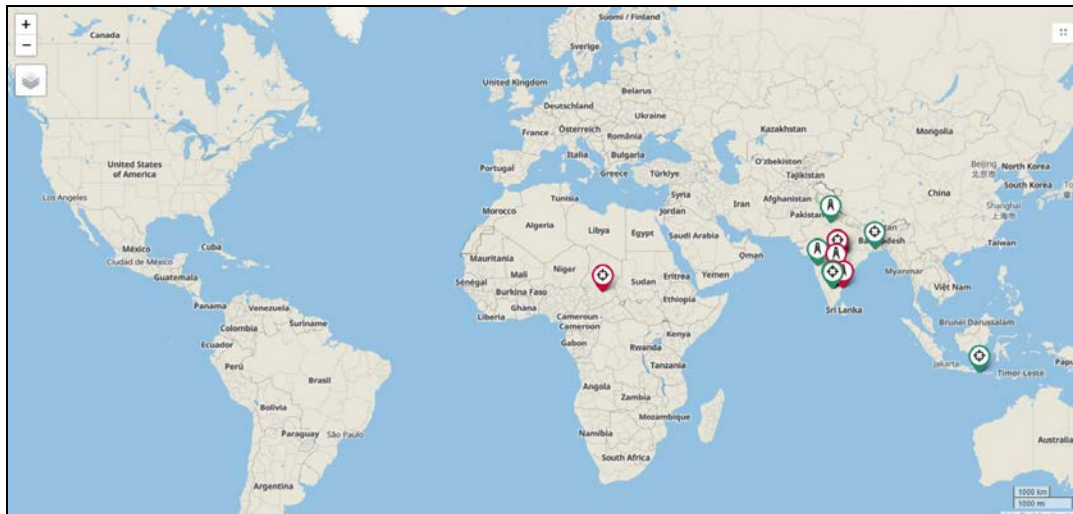 +
−
Canada
Suomi / Finland
Sverige
United Kingdom
Belarus
Deutschland
Ukraine
France
Österreich
România
Kazakhstan
Mongolia
Italia
Bulgaria
Portugal
Greece
Türkiye
O'zbekiston
Tajikistan
Beijing
北京市
North Korea
South Korea
United States
of America
Los Angeles
Tunisia
Syria
Jordan
Iran
Afghanistan
Pakistan
China
Shanghai
上海市
Morocco
Algeria
Libya
Egypt
Saudi Arabia
Oman
Taiwan
México
Ciudad de México
Cuba
Guatemala
Mauritania
Mali
Niger
Sudan
Eritrea
Yemen
Myanmar
Sénégal
Burkina Faso
Ghana
Liberia
Ethiopia
Việt Nam
Panama
Venezuela
Colombia
Suriname
Ecuador
Cameroun -
Cameroon
Gabon
Kenya
Rwanda
Tanzania
Sri Lanka
Brunei Darussalam
Jakarta
Timor Leste
Papu
Perú
Brasil
Angola
Zambia
Mozambique
Bolivia
Paraguay
São Paulo
Namibia
South Africa
Argentina
Australia
1000 km
1000 mi